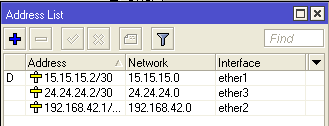 Address List
Find
Address Network Interface
D 15.15.15.2/30 15.15.15.0 ether1
24.24.24.2/30 24.24.24.0 ether3
192.168.42.1/... 192.168.42.0 ether2